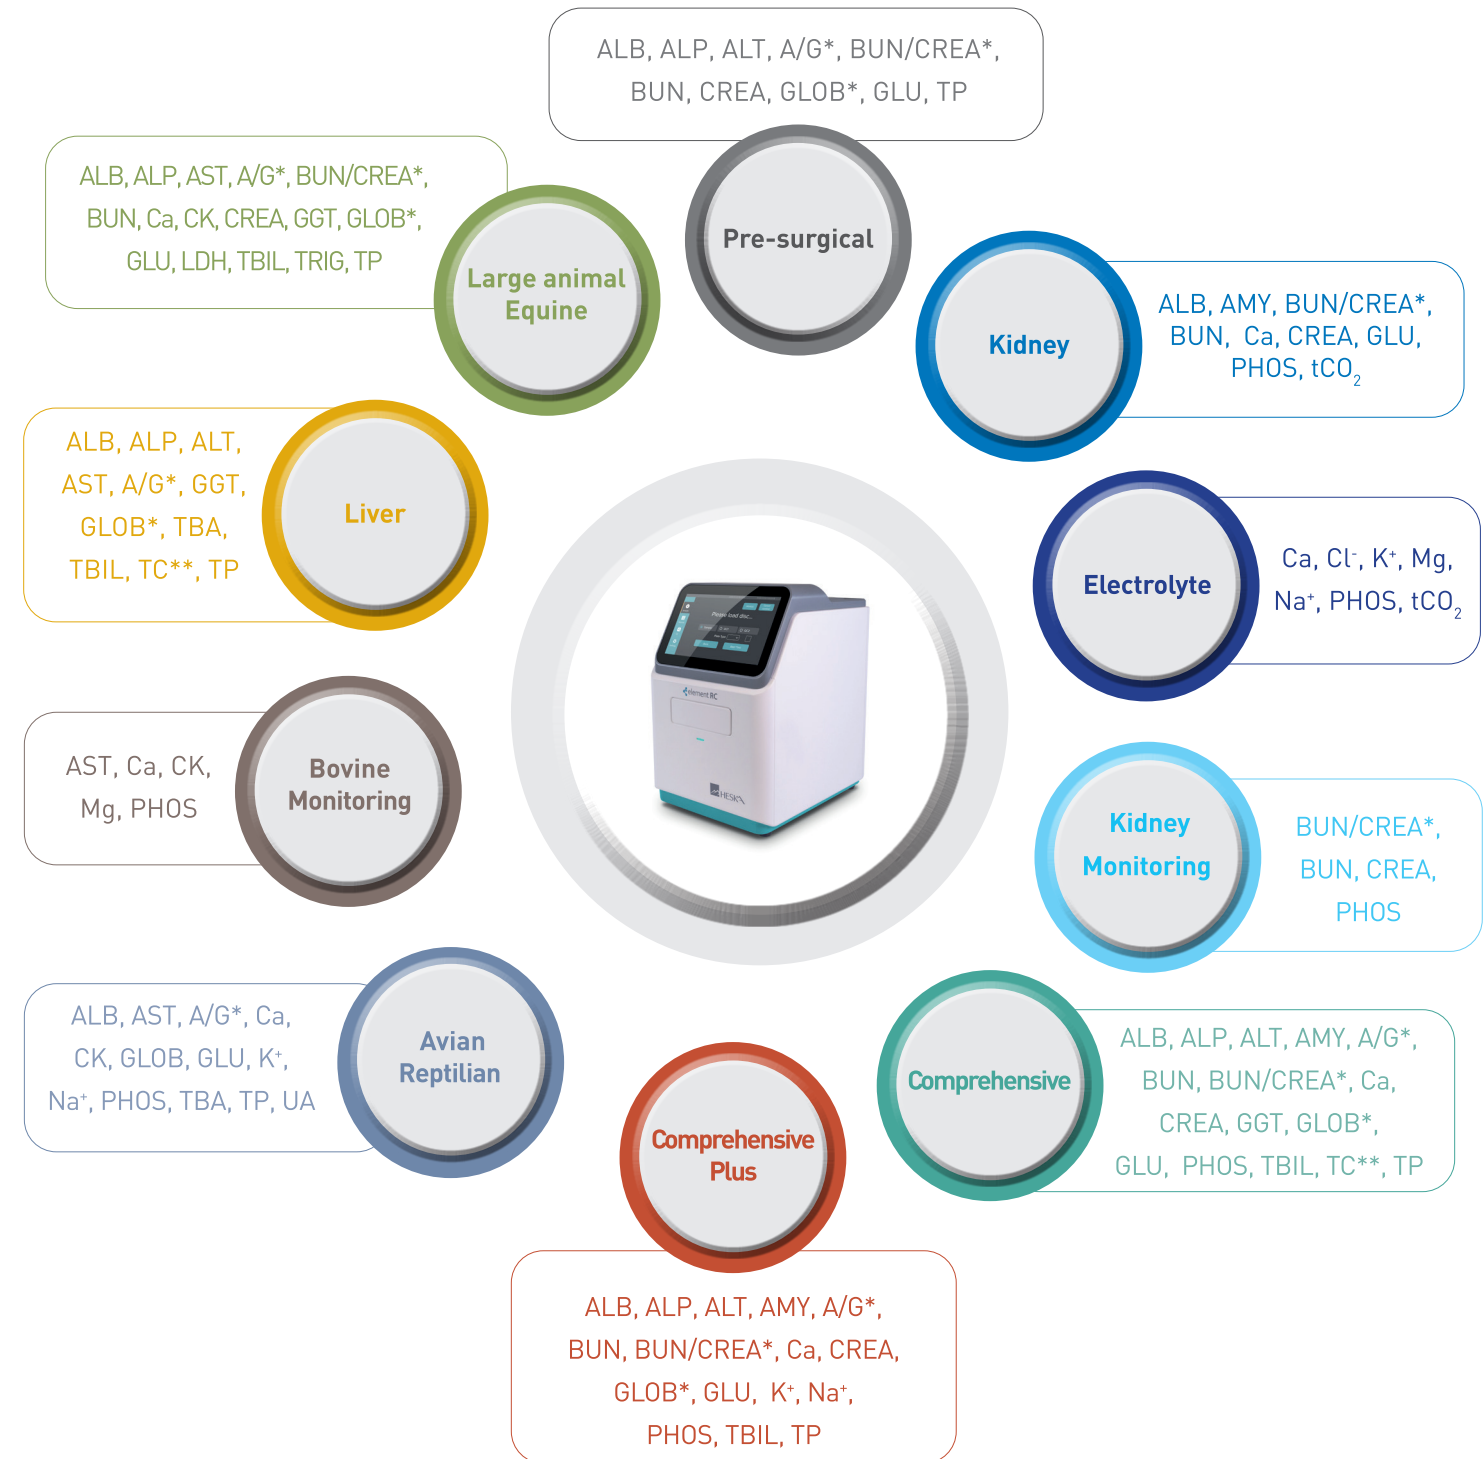 ALB, ALP, ALT, A/G*, BUN/CREA*,
BUN, CREA, GLOB*, GLU, TP
Pre-surgical
ALB, ALP, AST, A/G*, BUN/CREA*,
BUN, Ca, CK, CREA, GGT, GLOB*,
GLU, LDH, TBIL, TRIG, TP
Large animal
Equine
Kidney
ALB, AMY, BUN/CREA*,
BUN, Ca, CREA, GLU,
PHOS, tCO₂
ALB, ALP, ALT,
AST, A/G*, GGT,
GLOB*, TBA,
TBIL, TC**, TP
Liver
Electrolyte
Ca, Cl⁻, K⁺, Mg,
Na⁺, PHOS, tCO₂
Please load disc...
element RC
HESKA
AST, Ca, CK,
Mg, PHOS
Bovine
Monitoring
Kidney
Monitoring
BUN/CREA*,
BUN, CREA,
PHOS
ALB, AST, A/G*, Ca,
CK, GLOB, GLU, K⁺,
Na⁺, PHOS, TBA, TP, UA
Avian
Reptilian
Comprehensive
ALB, ALP, ALT, AMY, A/G*,
BUN, BUN/CREA*, Ca,
CREA, GGT, GLOB*,
GLU, PHOS, TBIL, TC**, TP
Comprehensive
Plus
ALB, ALP, ALT, AMY, A/G*,
BUN, BUN/CREA*, Ca, CREA,
GLOB*, GLU, K⁺, Na⁺,
PHOS, TBIL, TP